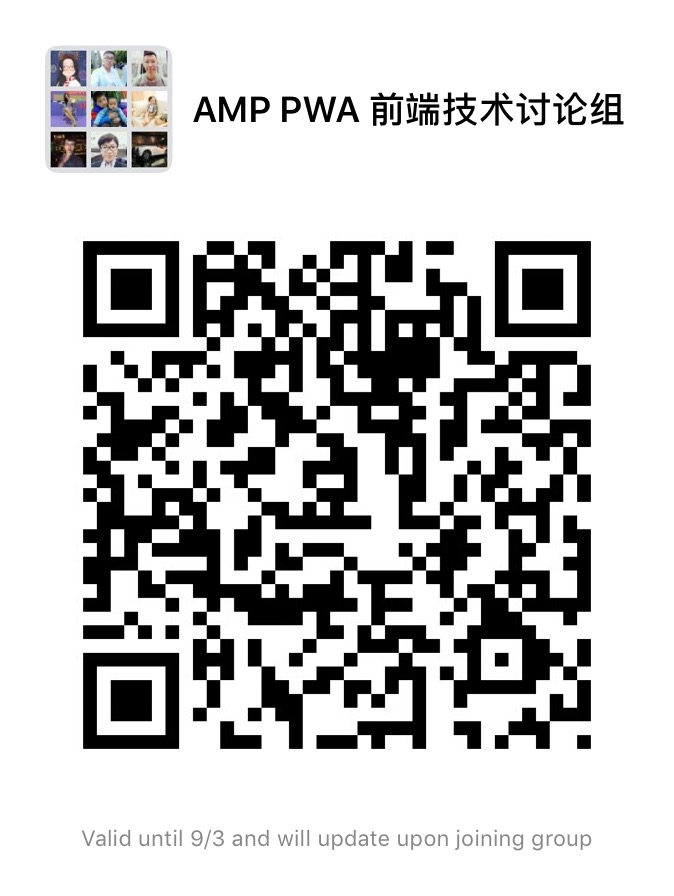 AMP PWA 前端技术讨论组
Valid until 9/3 and will update upon joining group